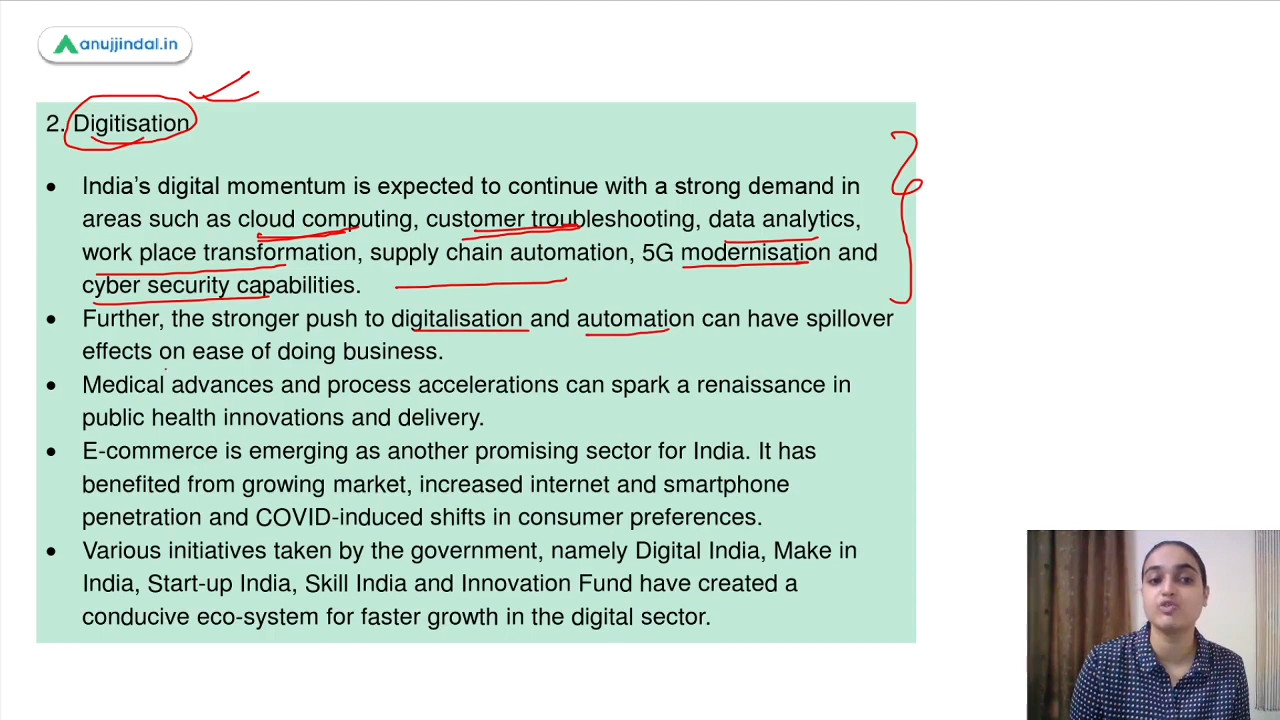 anujjindal.in
2. Digitisation
• India’s digital momentum is expected to continue with a strong demand in
areas such as cloud computing, customer troubleshooting, data analytics,
work place transformation, supply chain automation, 5G modernisation and
cyber security capabilities.
• Further, the stronger push to digitalisation and automation can have spillover
effects on ease of doing business.
• Medical advances and process accelerations can spark a renaissance in
public health innovations and delivery.
• E-commerce is emerging as another promising sector for India. It has
benefited from growing market, increased internet and smartphone
penetration and COVID-induced shifts in consumer preferences.
• Various initiatives taken by the government, namely Digital India, Make in
India, Start-up India, Skill India and Innovation Fund have created a
conducive eco-system for faster growth in the digital sector.